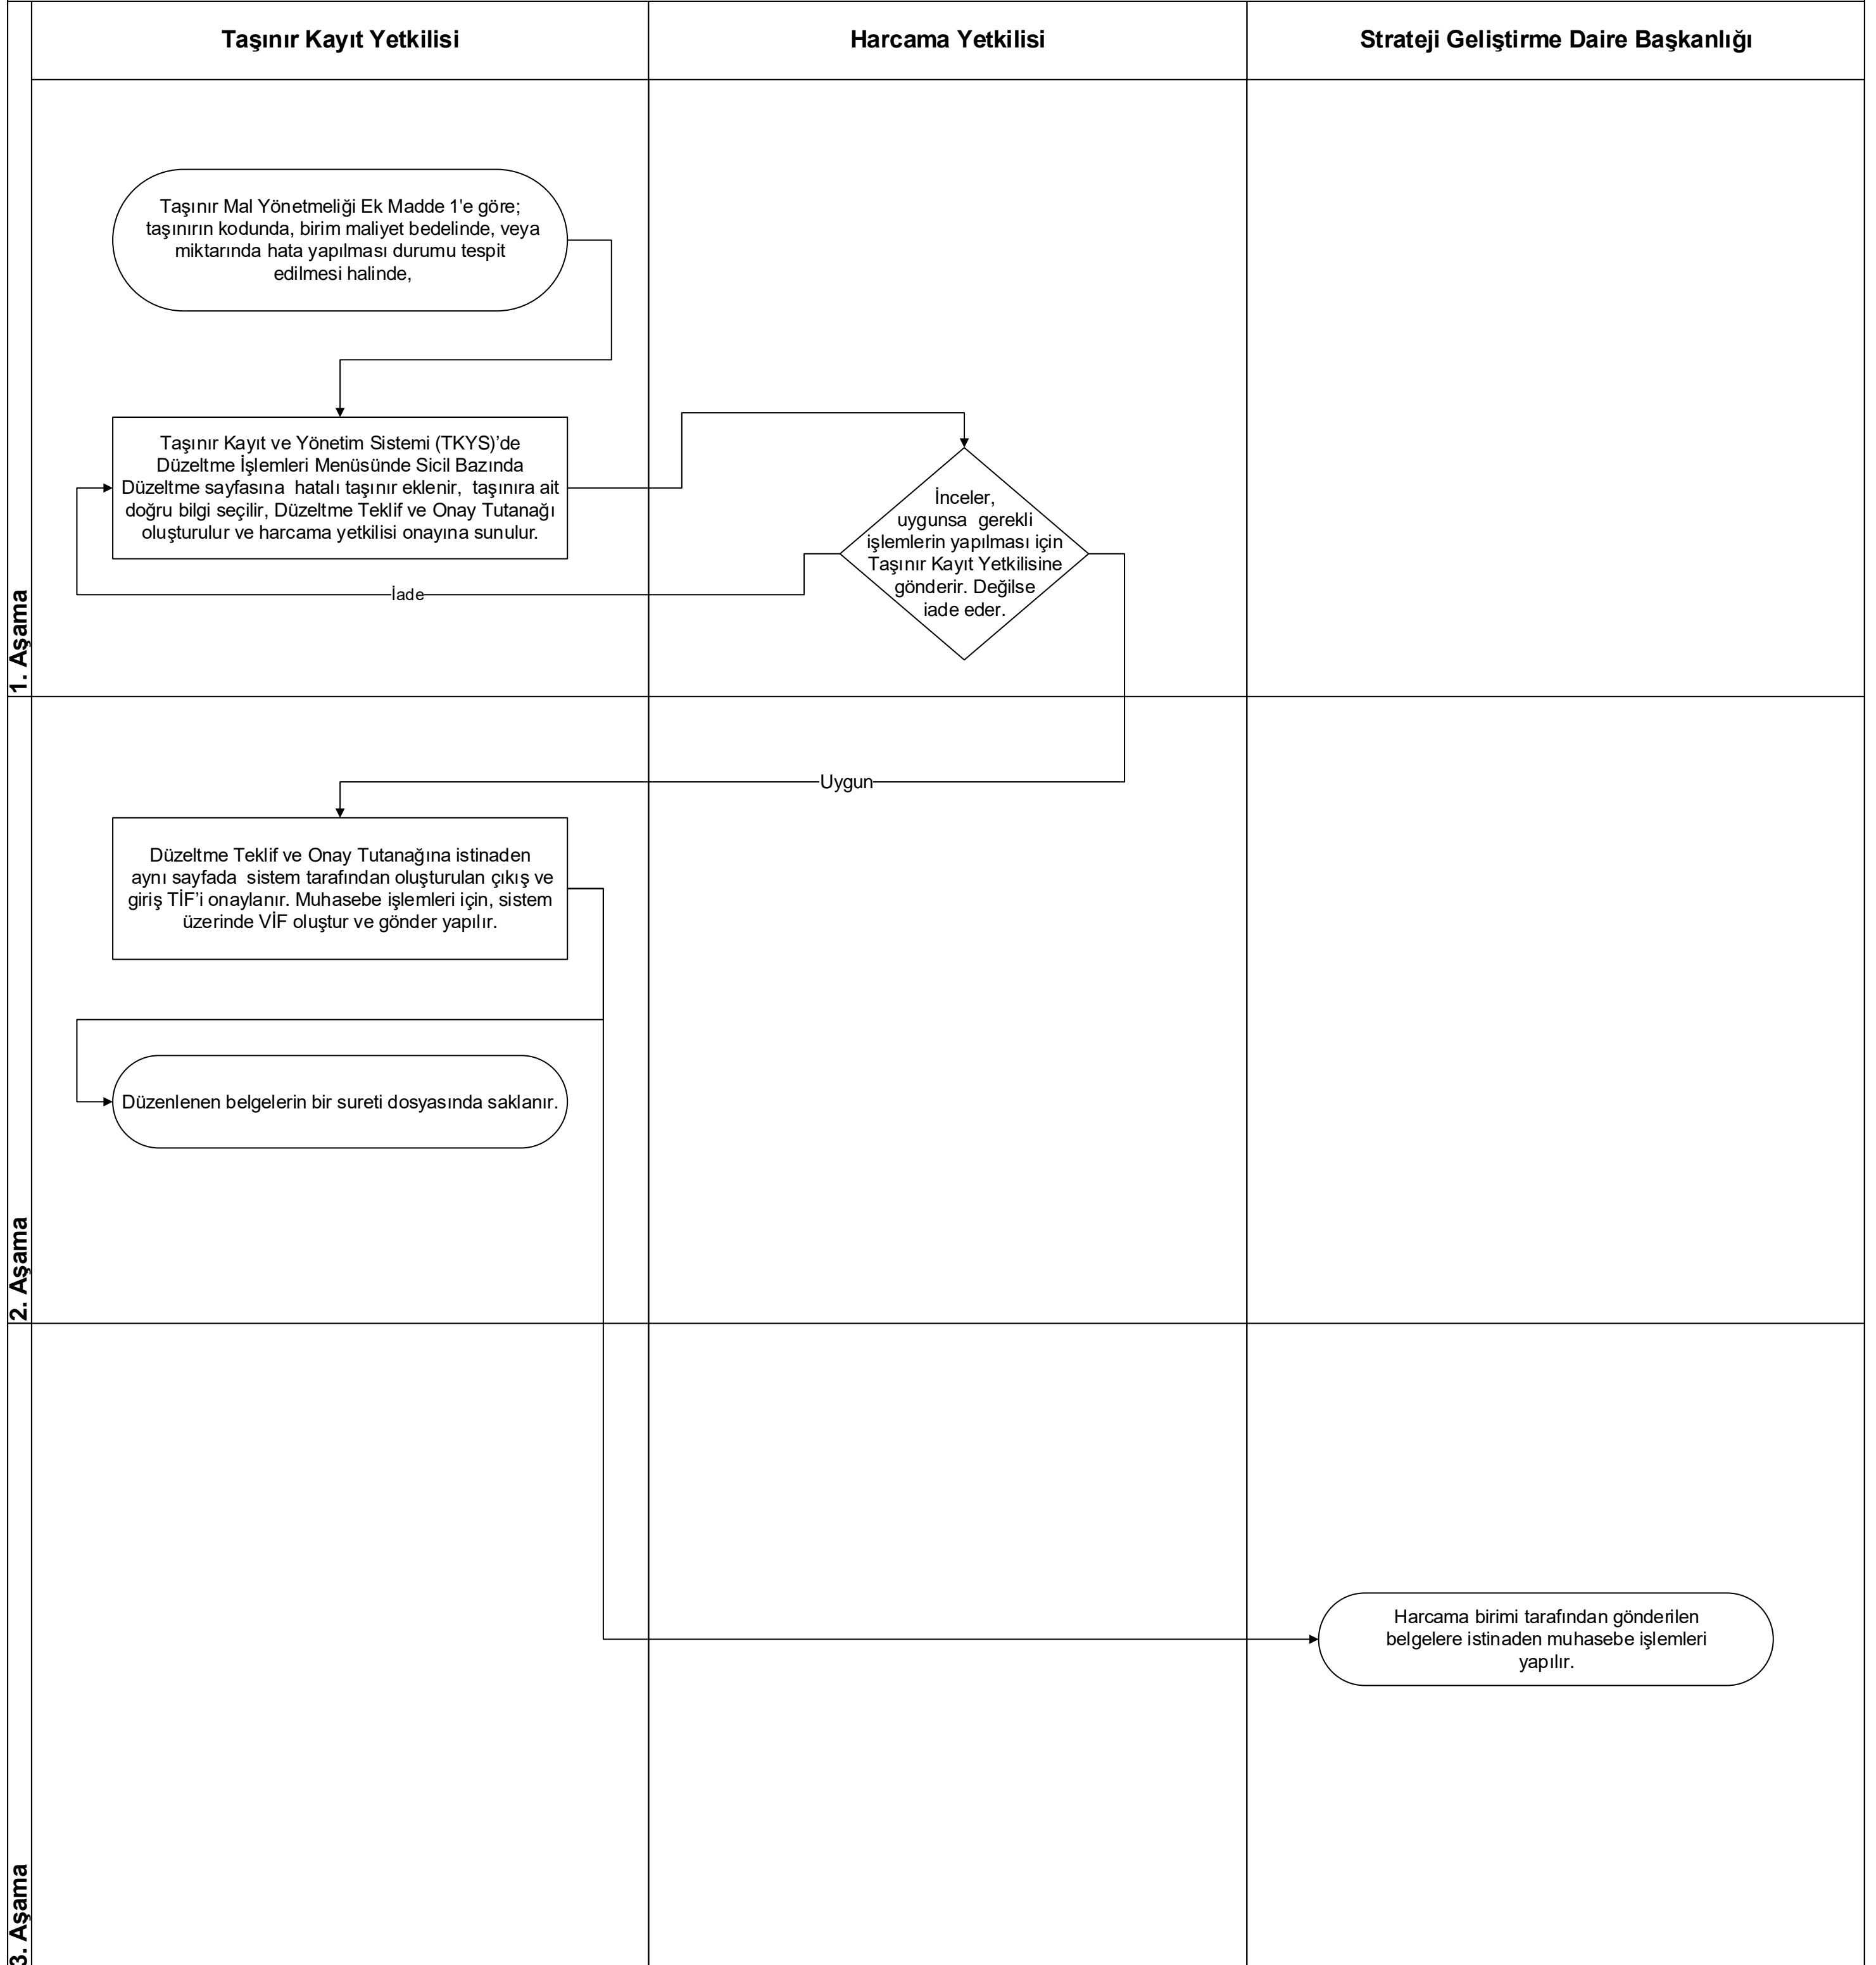 Taşınır Kayıt Yetkilisi
Harcama Yetkilisi
Strateji Geliştirme Daire Başkanlığı
1. Aşama
Taşınır Mal Yönetmeliği Ek Madde 1'e göre;
taşınırın kodunda, birim maliyet bedelinde, veya
miktarında hata yapılması durumu tespit
edilmesi halinde,
Taşınır Kayıt ve Yönetim Sistemi (TKYS)’de
Düzeltme İşlemleri Menüsünde Sicil Bazında
Düzeltme sayfasına hatalı taşınır eklenir, taşınıra ait
doğru bilgi seçilir, Düzeltme Teklif ve Onay Tutanağı
oluşturulur ve harcama yetkilisi onayına sunulur.
İnceler,
uygunsa gerekli
işlemlerin yapılması için
Taşınır Kayıt Yetkilisine
gönderir. Değilse
iade eder.
İade
2. Aşama
Uygun
Düzeltme Teklif ve Onay Tutanağına istinaden
aynı sayfada sistem tarafından oluşturulan çıkış ve
giriş TİF’i onaylanır. Muhasebe işlemleri için, sistem
üzerinde VİF oluştur ve gönder yapılır.
Düzenlenen belgelerin bir sureti dosyasında saklanır.
3. Aşama
Harcama birimi tarafından gönderilen
belgelere istinaden muhasebe işlemleri
yapılır.